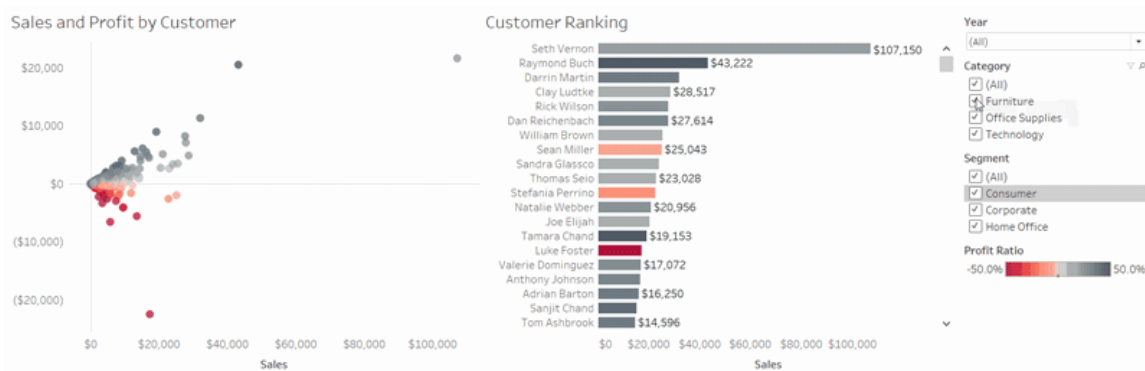 Sales and Profit by Customer
$20,000
$10,000
$0
($10,000)
($20,000)
$0
$20,000
$40,000
$60,000
$80,000
$100,000
Sales
Customer Ranking
Seth Vernon $107,150
Raymond Buch $43,222
Darrin Martin
Clay Ludtke $28,517
Rick Wilson
Dan Reichenbach $27,614
William Brown
Sean Miller $25,043
Sandra Glassco
Thomas Seio $23,028
Stefania Perrino
Natalie Webber $20,956
Joe Elijah
Tamara Chand $19,153
Luke Foster
Valerie Dominguez $17,072
Anthony Johnson
Adrian Barton $16,250
Sanjit Chand
Tom Ashbrook $14,596
$0
$20,000
$40,000
$60,000
$80,000
$100,000
Sales
Year
(All)
Category
(All)
Furniture
Office Supplies
Technology
Segment
(All)
Consumer
Corporate
Home Office
Profit Ratio
-50.0% 50.0%